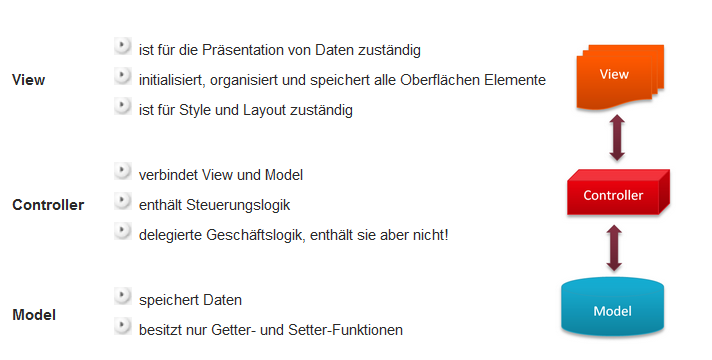 View
ist für die Präsentation von Daten zuständig
initialisiert, organisiert und speichert alle Oberflächen Elemente
ist für Style und Layout zuständig
View
Controller
verbindet View und Model
enthält Steuerungslogik
delegierte Geschäftslogik, enthält sie aber nicht!
Controller
Model
speichert Daten
besitzt nur Getter- und Setter-Funktionen
Model